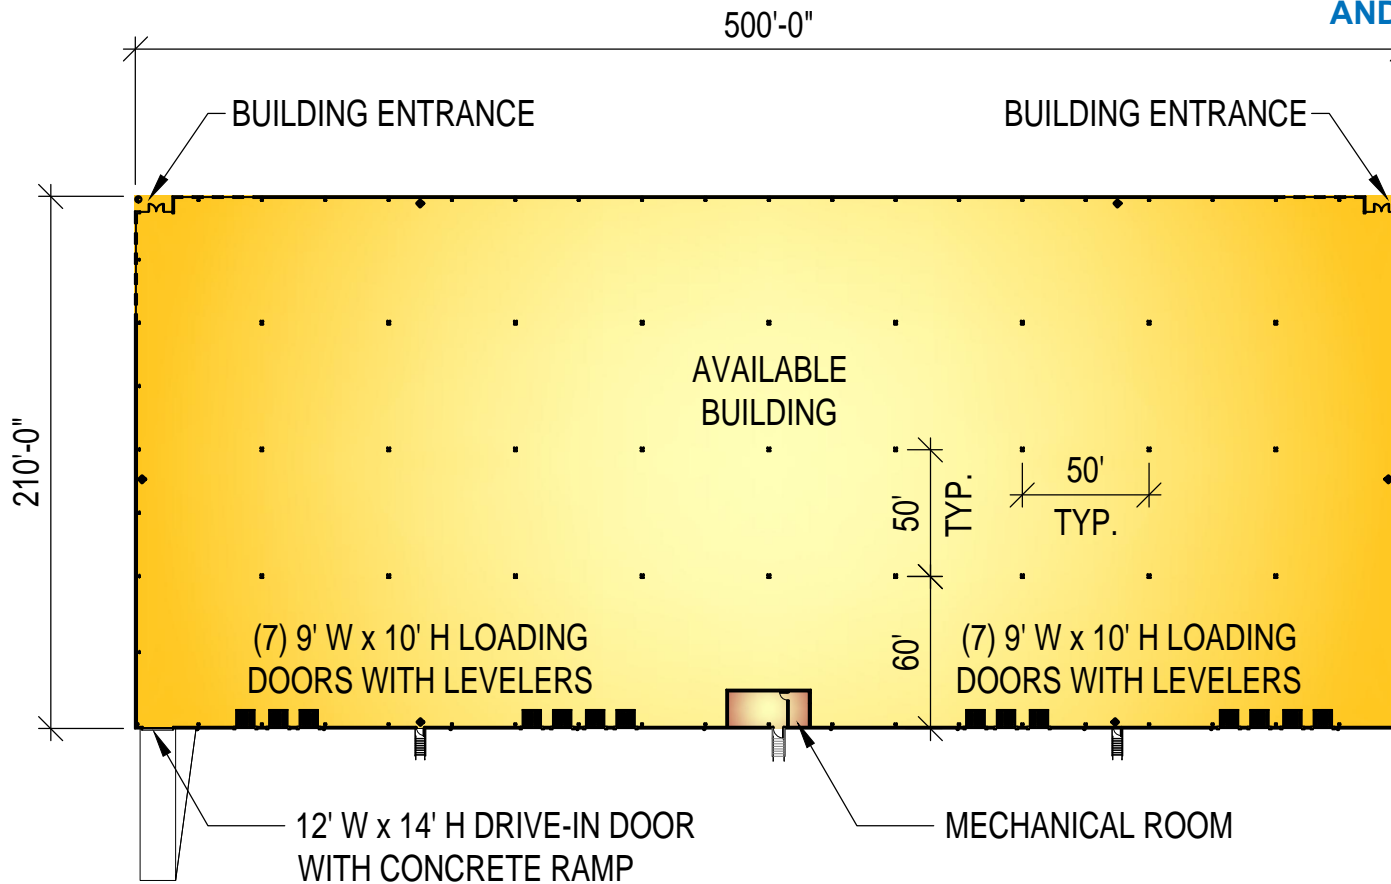 AND
500'-0"
BUILDING ENTRANCE
BUILDING ENTRANCE
210'-0"
AVAILABLE
BUILDING
50'
TYP.
50'
TYP.
60'
(7) 9' W x 10' H LOADING
DOORS WITH LEVELERS
(7) 9' W x 10' H LOADING
DOORS WITH LEVELERS
12' W x 14' H DRIVE-IN DOOR
WITH CONCRETE RAMP
MECHANICAL ROOM